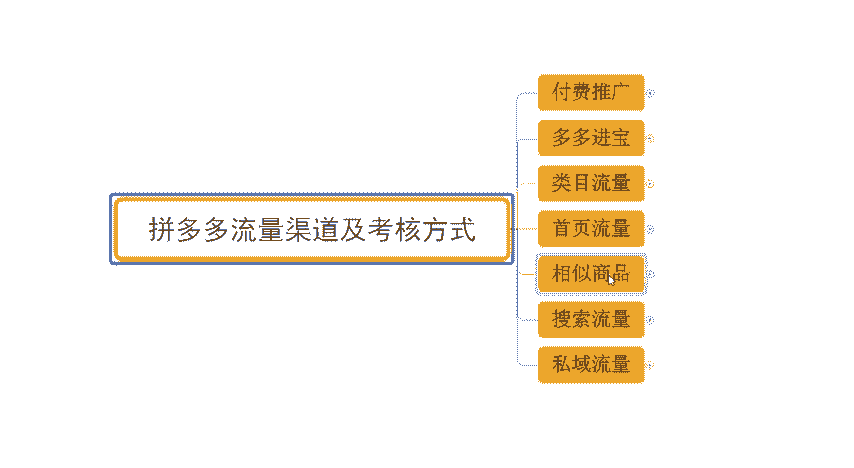 拼多多流量渠道及考核方式
付费推广
多多进宝
类目流量
首页流量
相似商品
搜索流量
私域流量